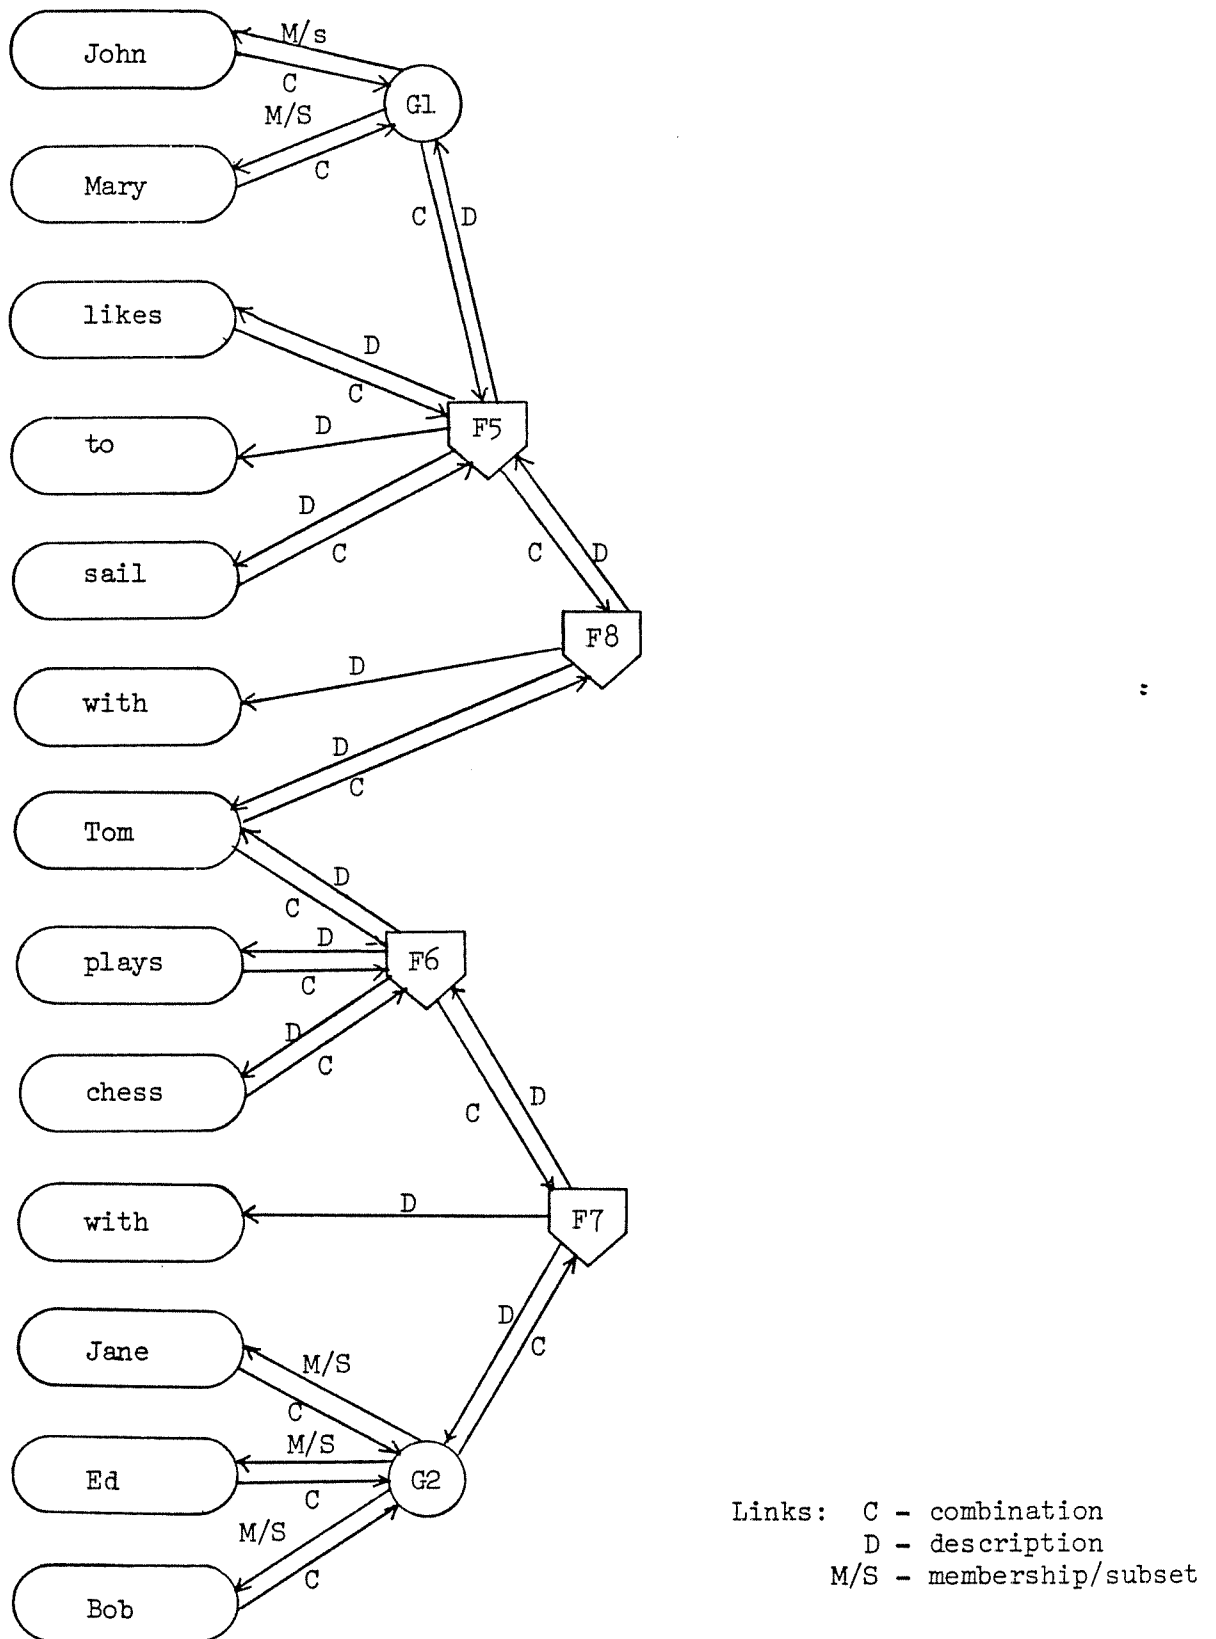 John
M/s
C
G1
M/S
Mary
C
C
D
likes
D
C
F5
to
D
D
sail
C
C
D
F8
D
with
D
C
Tom
D
C
D
plays
F6
C
D
chess
C
D
C
D
with
F7
D
C
Jane
M/S
C
M/S
Ed
G2
C
M/S
C
Bob
Links: C - combination
D - description
M/S - membership/subset